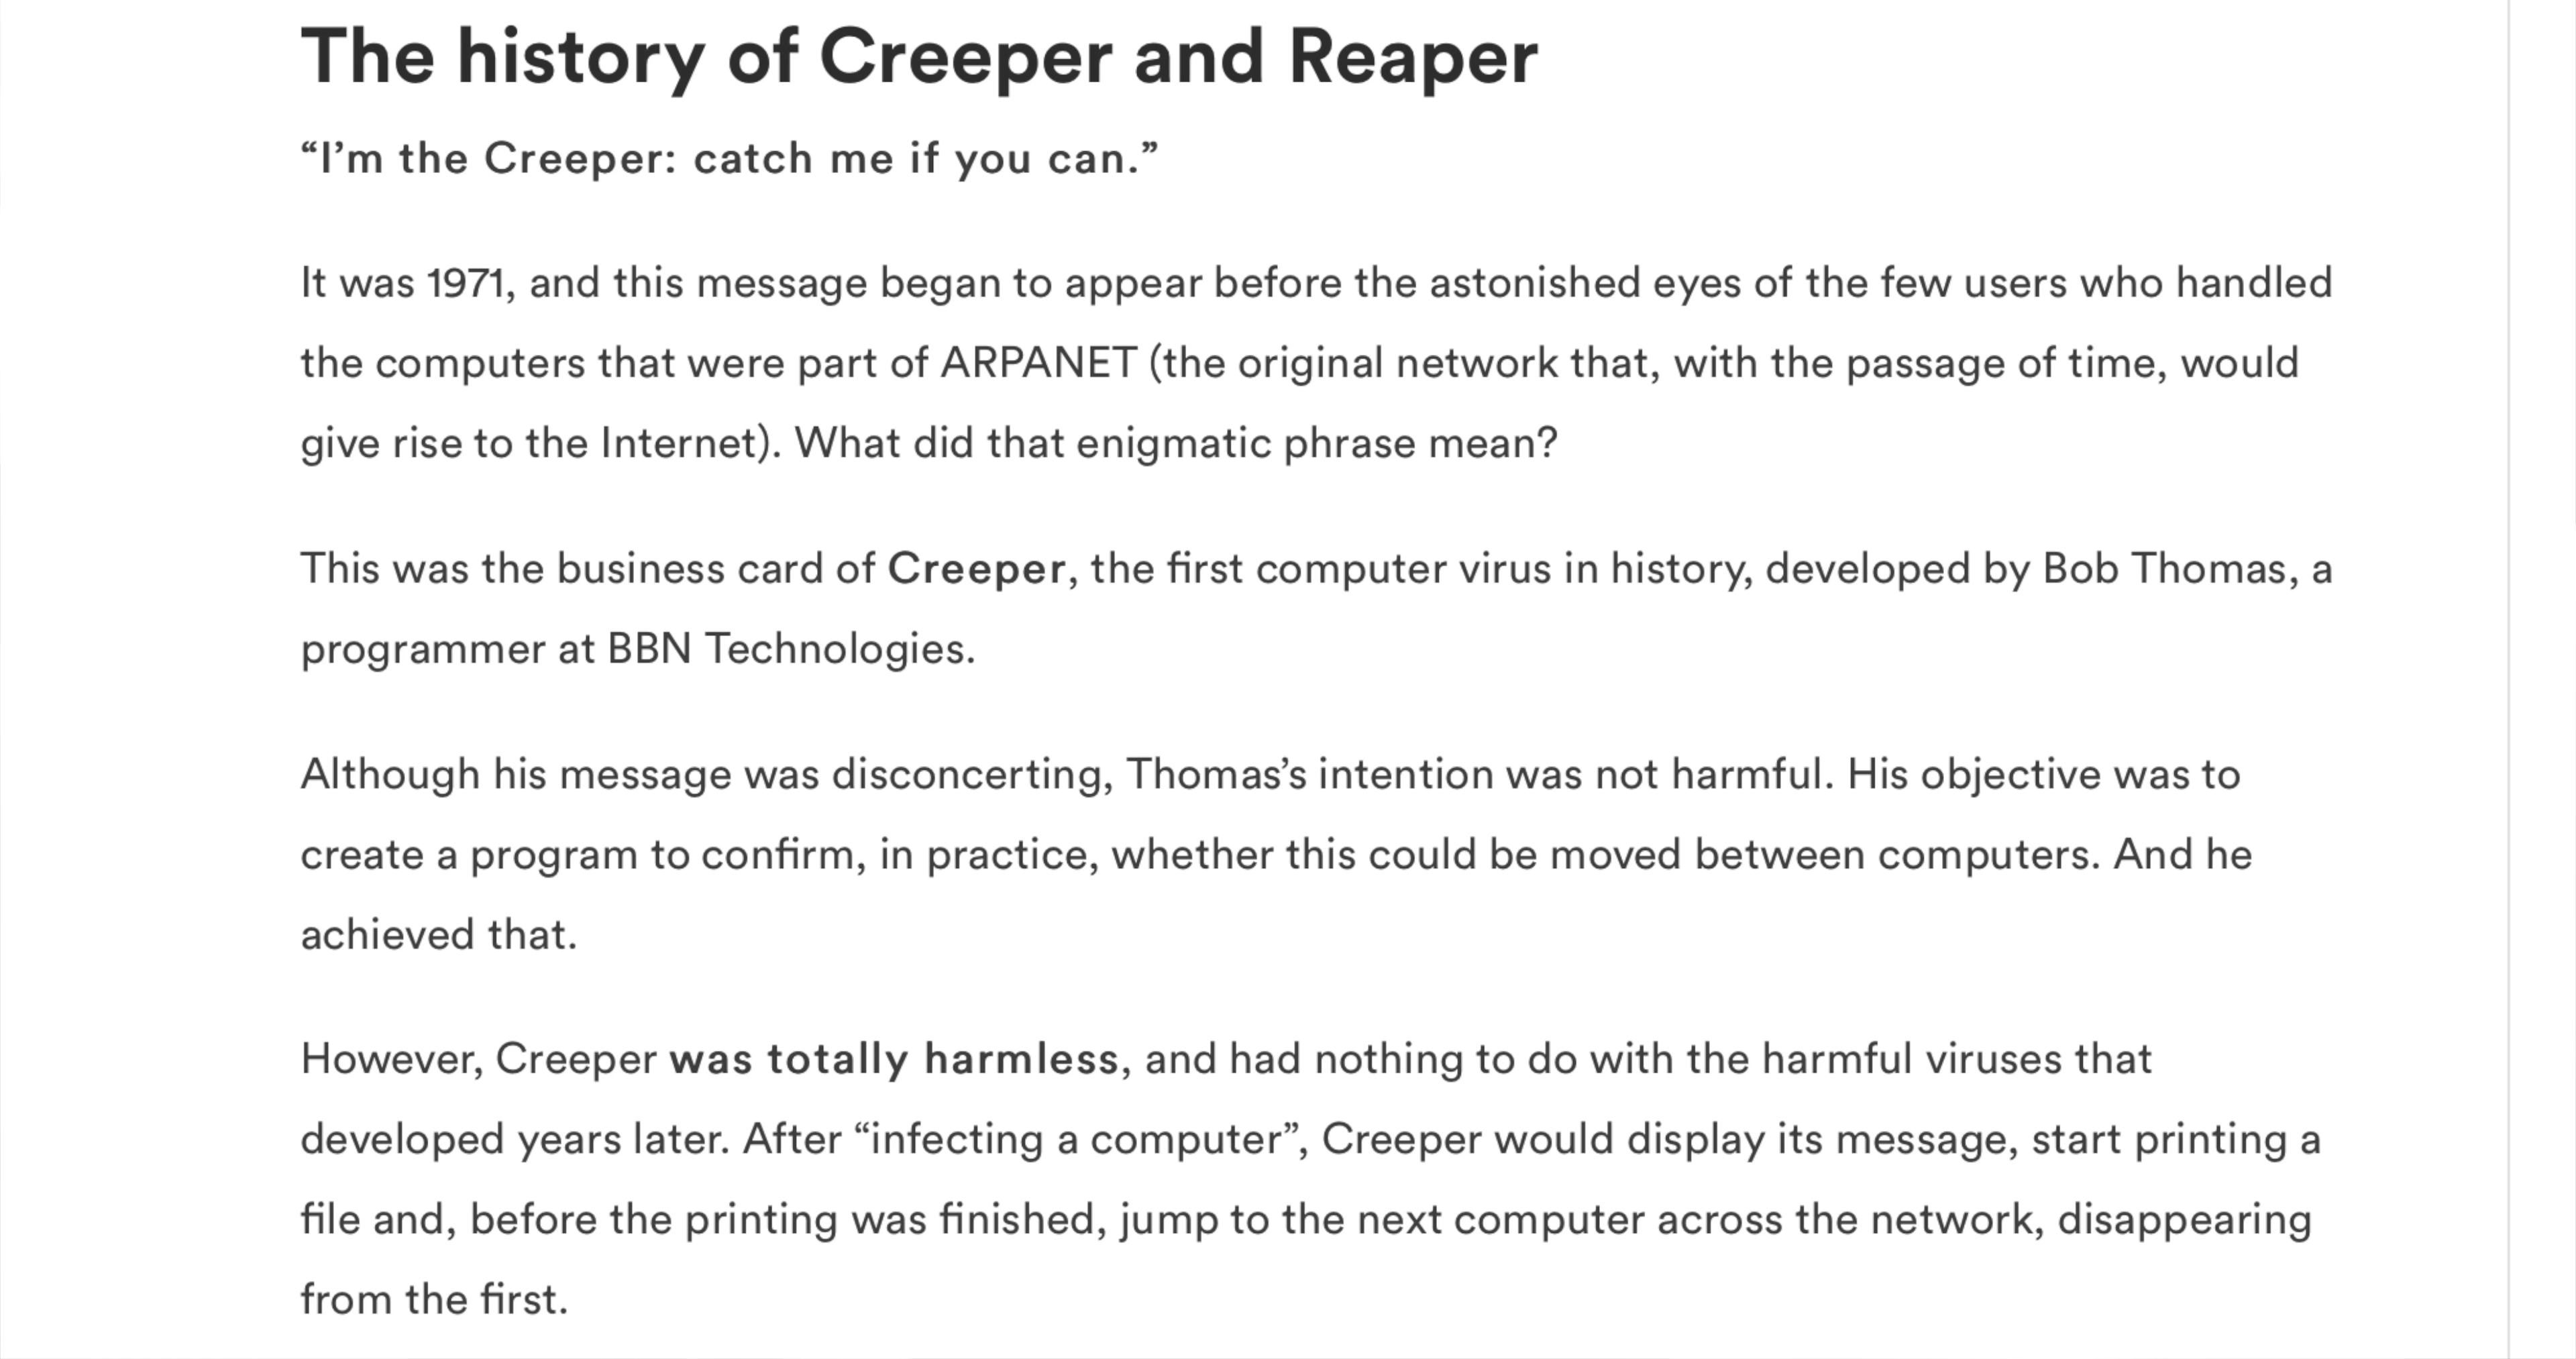 The history of Creeper and Reaper
“I’m the Creeper: catch me if you can.”
It was 1971, and this message began to appear before the astonished eyes of the few users who handled
the computers that were part of ARPANET (the original network that, with the passage of time, would
give rise to the Internet). What did that enigmatic phrase mean?
This was the business card of Creeper, the first computer virus in history, developed by Bob Thomas, a
programmer at BBN Technologies.
Although his message was disconcerting, Thomas’s intention was not harmful. His objective was to
create a program to confirm, in practice, whether this could be moved between computers. And he
achieved that.
However, Creeper was totally harmless, and had nothing to do with the harmful viruses that
developed years later. After “infecting a computer”, Creeper would display its message, start printing a
file and, before the printing was finished, jump to the next computer across the network, disappearing
from the first.